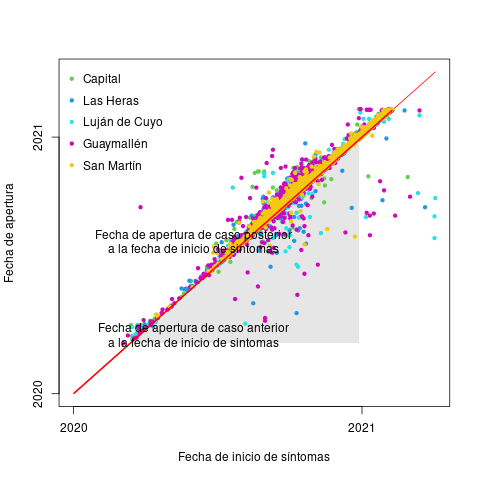 Capital
Las Heras
Luján de Cuyo
Guaymallén
San Martín
Fecha de apertura de caso posterior
a la fecha de inicio de síntomas
Fecha de apertura de caso anterior
a la fecha de inicio de síntomas
2021
2020
Fecha de apertura
2020
2021
Fecha de inicio de síntomas